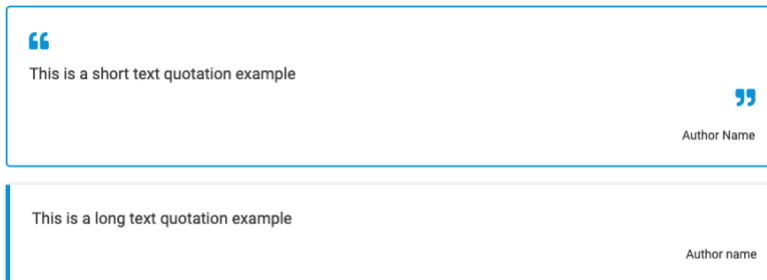 “
This is a short text quotation example
”
Author Name
This is a long text quotation example
Author name